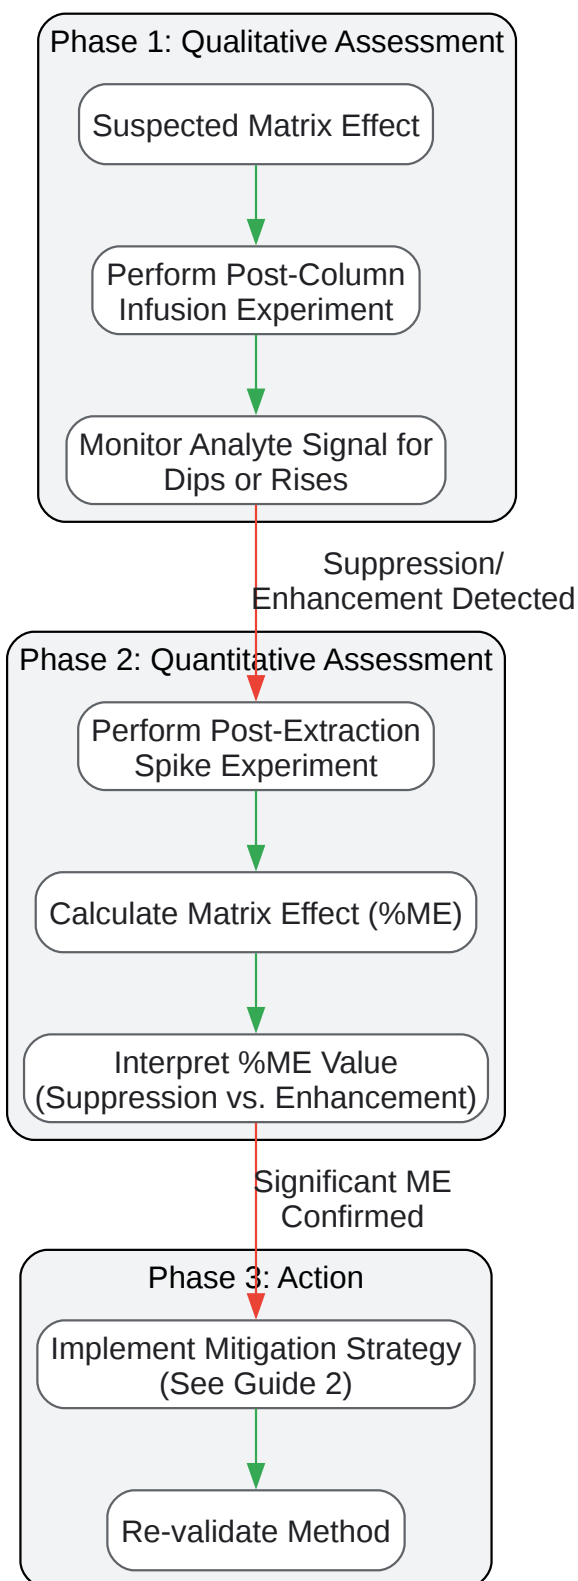 Phase 1: Qualitative Assessment
Suspected Matrix Effect
Perform Post-Column
Infusion Experiment
Monitor Analyte Signal for
Dips or Rises
Suppression/
Enhancement Detected
Phase 2: Quantitative Assessment
Perform Post-Extraction
Spike Experiment
Calculate Matrix Effect (%ME)
Interpret %ME Value
(Suppression vs. Enhancement)
Significant ME
Confirmed
Phase 3: Action
Implement Mitigation Strategy
(See Guide 2)
Re-validate Method